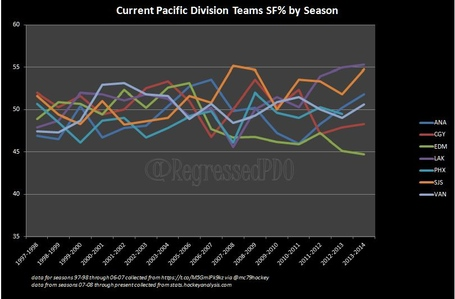 Current Pacific Division Teams SF% by Season
60
55
50
45
40
35
ANA
CGY
EDM
LAK
PHX
SJS
VAN
@RegressedPDO
1997-1998
1998-1999
1999-2000
2000-2001
2001-2002
2002-2003
2003-2004
2005-2006
2006-2007
2007-2008
2008-2009
2009-2010
2010-2011
2011-2012
2012-2013
2013-2014
data for seasons 97-98 through 06-07 collected from via @mc79hockey
data from seasons 07-08 through present collected from stats.hockeyanalysis.com